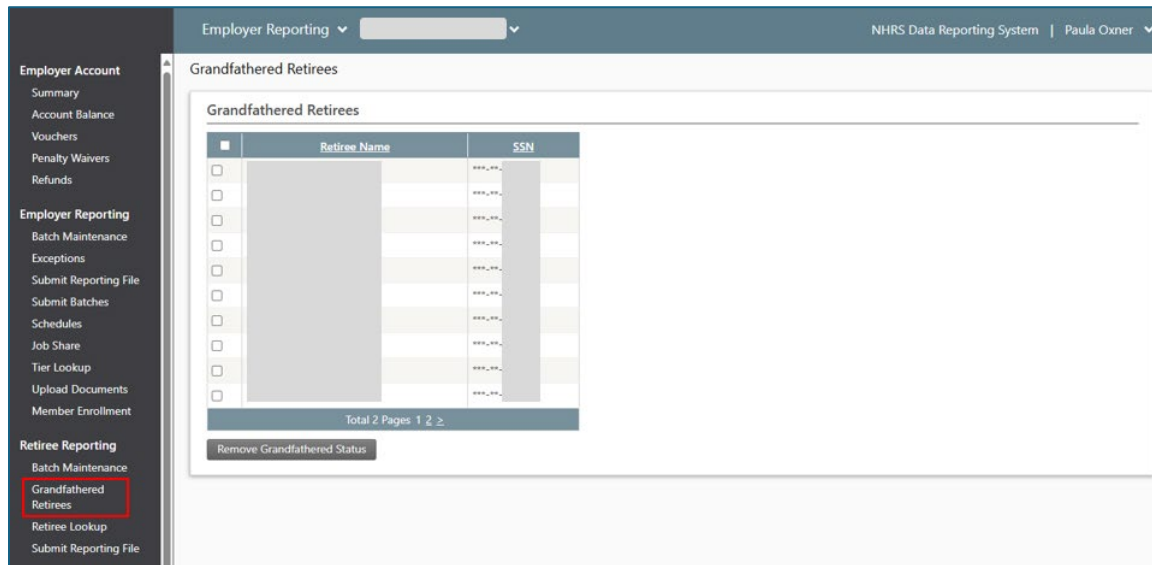 Employer Reporting
NHRS Data Reporting System | Paula Oxner
Employer Account
Summary
Account Balance
Vouchers
Penalty Waivers
Refunds
Employer Reporting
Batch Maintenance
Exceptions
Submit Reporting File
Submit Batches
Schedules
Job Share
Tier Lookup
Upload Documents
Member Enrollment
Retiree Reporting
Batch Maintenance
Grandfathered
Retirees
Retiree Lookup
Submit Reporting File
Grandfathered Retirees
Grandfathered Retirees
Retiree Name SSN
***-**-
***-**-
***-**-
***-**-
***-**-
***-**-
***-**-
***-**-
***-**-
***-**-
Total 2 Pages 1 2 >
Remove Grandfathered Status